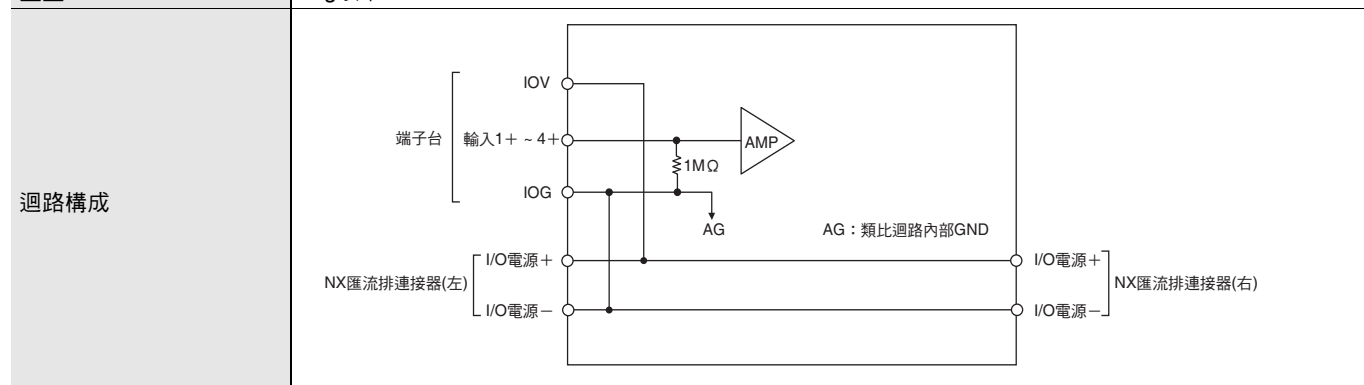 迴路構成
IOV
端子台
輸入1+ ~ 4+
AMP
1MΩ
IOG
AG
AG:類比迴路內部GND
I/O電源+
I/O電源+
NX匯流排連接器(左)
NX匯流排連接器(右)
I/O電源-
I/O電源-